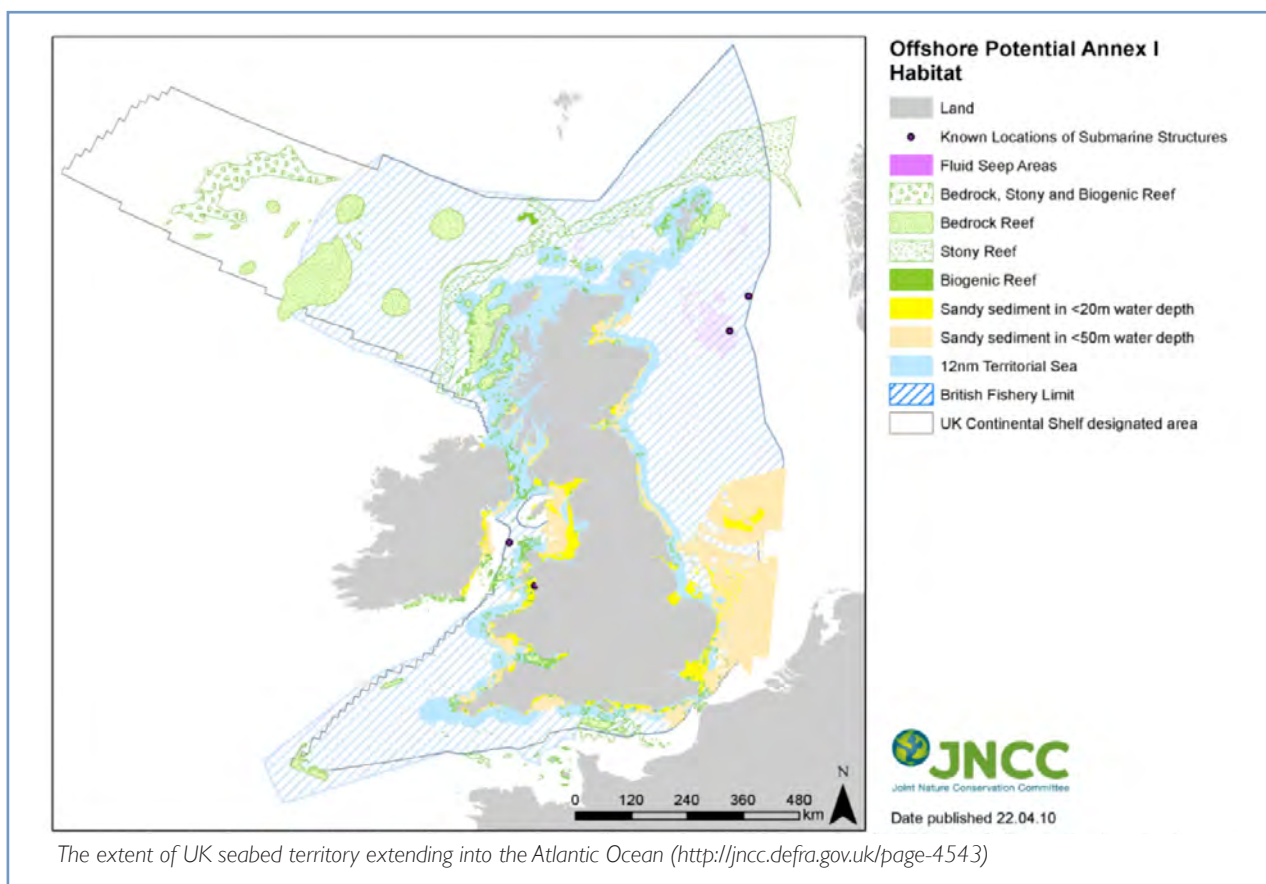 Offshore Potential Annex I
Habitat
Land
Known Locations of Submarine Structures
Fluid Seep Areas
Bedrock, Stony and Biogenic Reef
Bedrock Reef
Stony Reef
Biogenic Reef
Sandy sediment in <20m water depth
Sandy sediment in <50m water depth
12nm Territorial Sea
British Fishery Limit
UK Continental Shelf designated area
JNCC
Joint Nature Conservation Committee
Date published 22.04.10
N
0 120 240 360 480
km
The extent of UK seabed territory extending into the Atlantic Ocean (http://jncc.defra.gov.uk/page-4543)